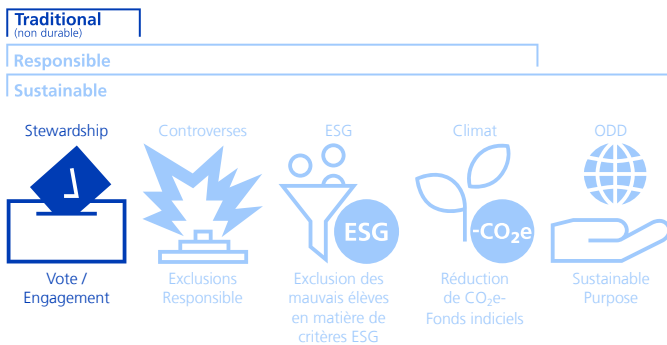 Traditional
(non durable)
Responsible
Sustainable
Stewardship
Controverses
ESG
Climat
ODD
ESG
-CO₂e
Vote /
Engagement
Exclusions
Responsible
Exclusion des
mauvais élèves
en matière de
critères ESG
Réduction
de CO₂e-
Fonds indiciels
Sustainable
Purpose